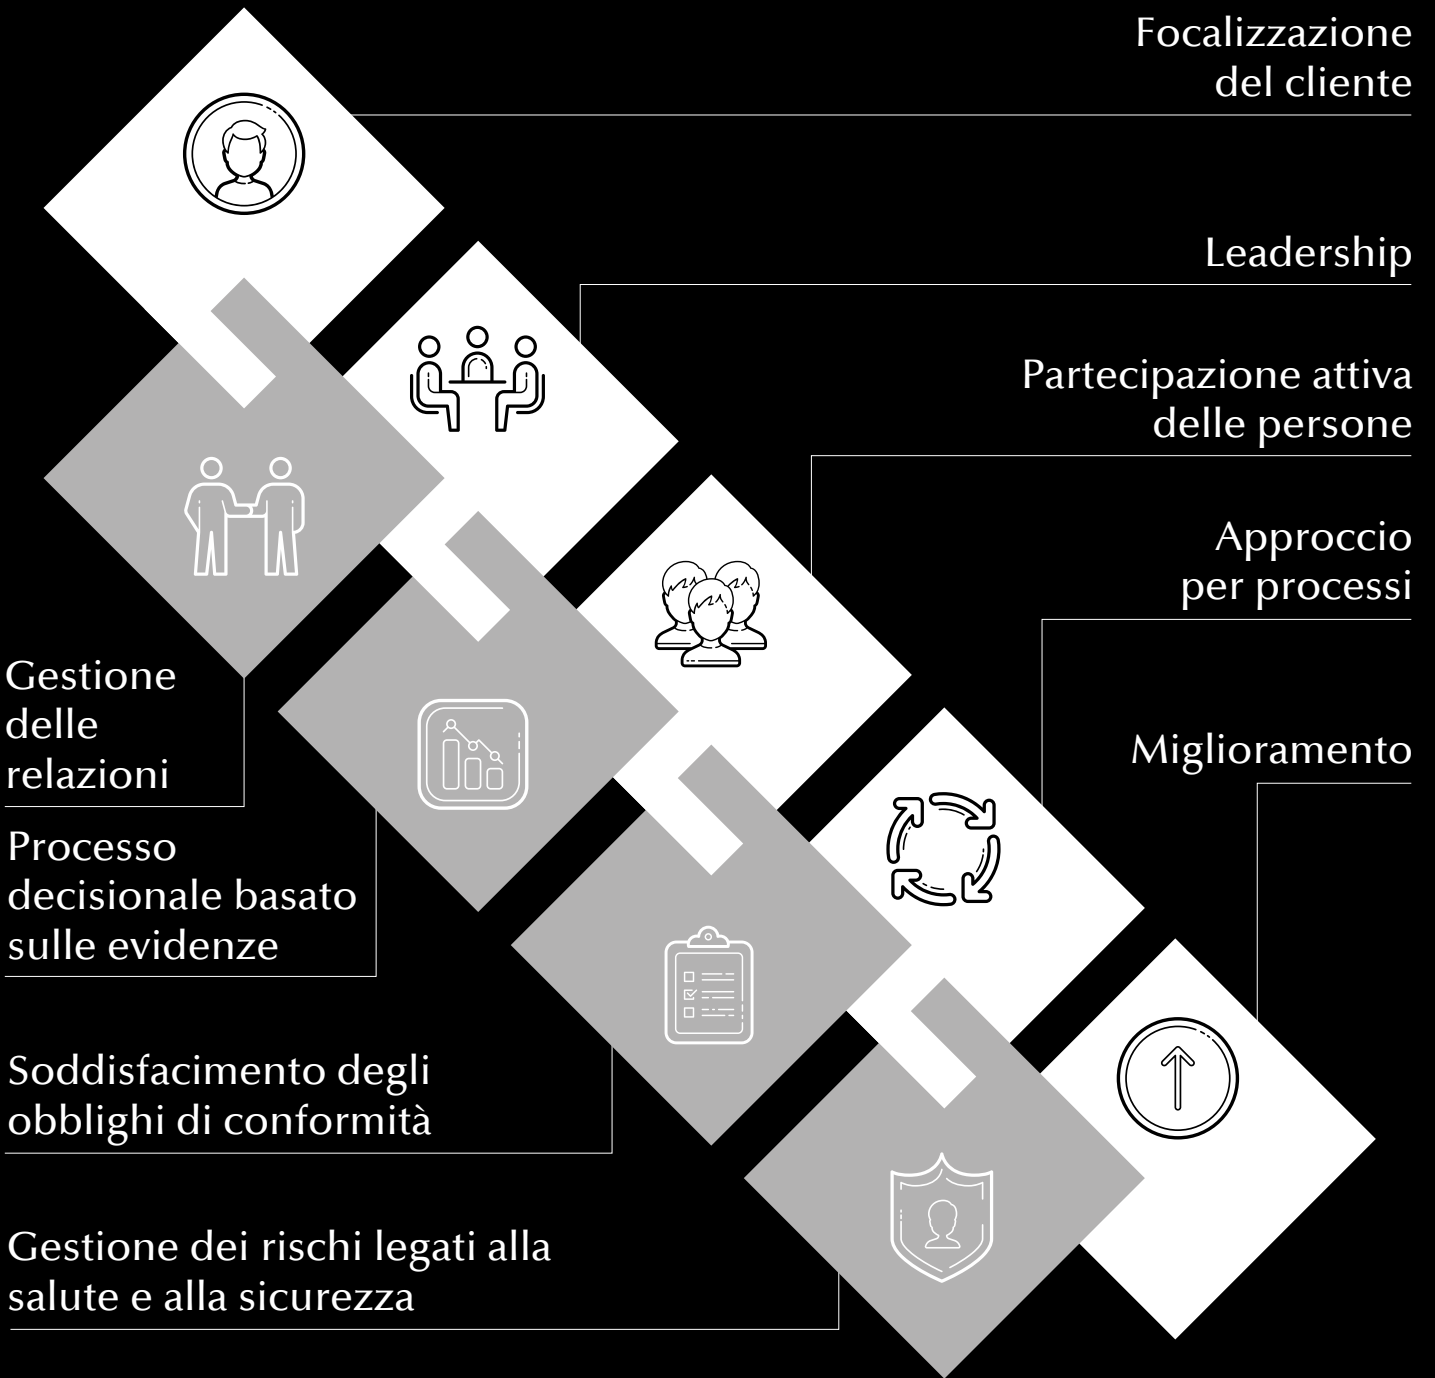 Focalizzazione
del cliente
Leadership
Partecipazione attiva
delle persone
Approccio
per processi
Miglioramento
Gestione
delle
relazioni
Processo
decisionale basato
sulle evidenze
Soddisfacimento degli
obblighi di conformità
Gestione dei rischi legati alla
salute e alla sicurezza